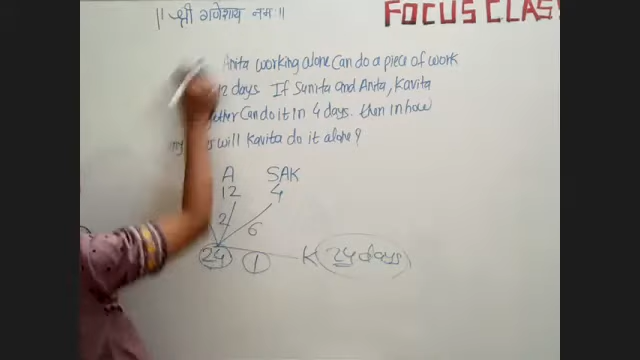 || श्री गणेशाय नमः ||
FOCUS CLAS
Anita working alone Can do a piece of work
12 days If Sunita and Anita, Kavita
Can do it in 4 days. then in how
will Kavita do it alone?
A SAK
12 4
2 6
24 1 K 24 days